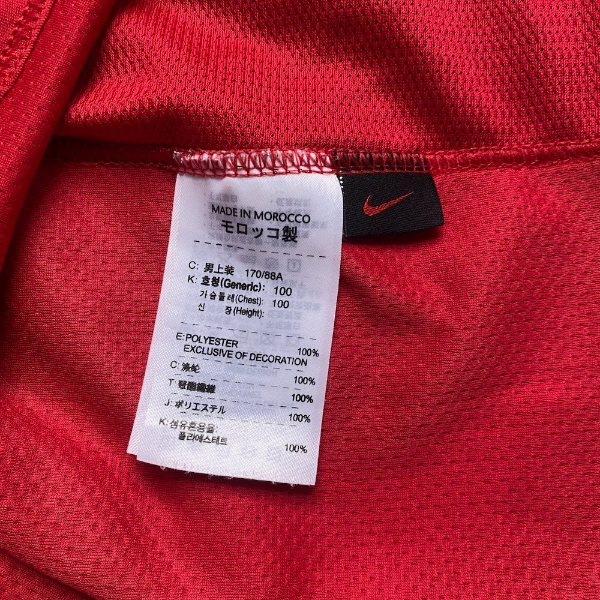 MADE IN MOROCCO
モロッコ製
C: 男上装 170/88A
K: 호칭(Generic): 100
가슴둘레(Chest): 100
신 장(Height):
E: POLYESTER 100%
EXCLUSIVE OF DECORATION
C: 涤纶 100%
T: 聚酯纖維 100%
J: ポリエステル 100%
K: 섬유혼용율:
폴리에스테르 100%